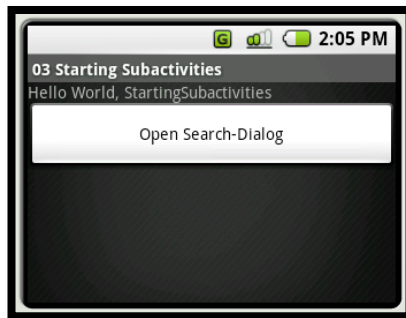 G 2:05 PM
03 Starting Subactivities
Hello World, StartingSubactivities
Open Search-Dialog